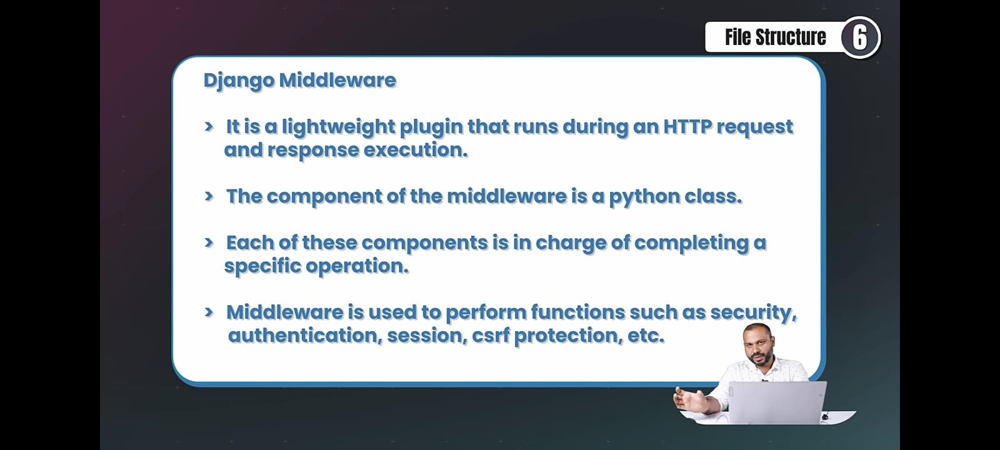 File Structure 6
Django Middleware
> It is a lightweight plugin that runs during an HTTP request
and response execution.
> The component of the middleware is a python class.
> Each of these components is in charge of completing a
specific operation.
> Middleware is used to perform functions such as security,
authentication, session, csrf protection, etc.